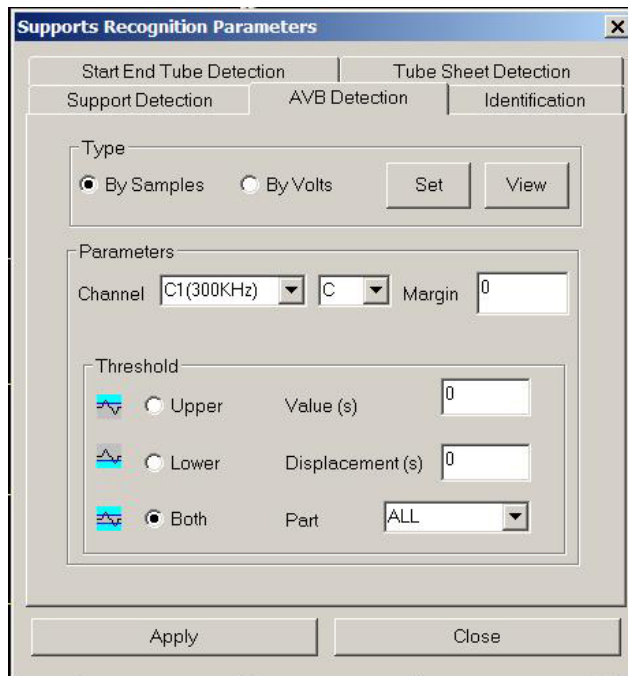 Supports Recognition Parameters
Start End Tube Detection Tube Sheet Detection
Support Detection AVB Detection Identification
Type
By Samples By Volts Set View
Parameters
Channel C1(300KHz) C Margin 0
Threshold
Upper Value (s) 0
Lower Displacement (s) 0
Both Part ALL
Apply Close